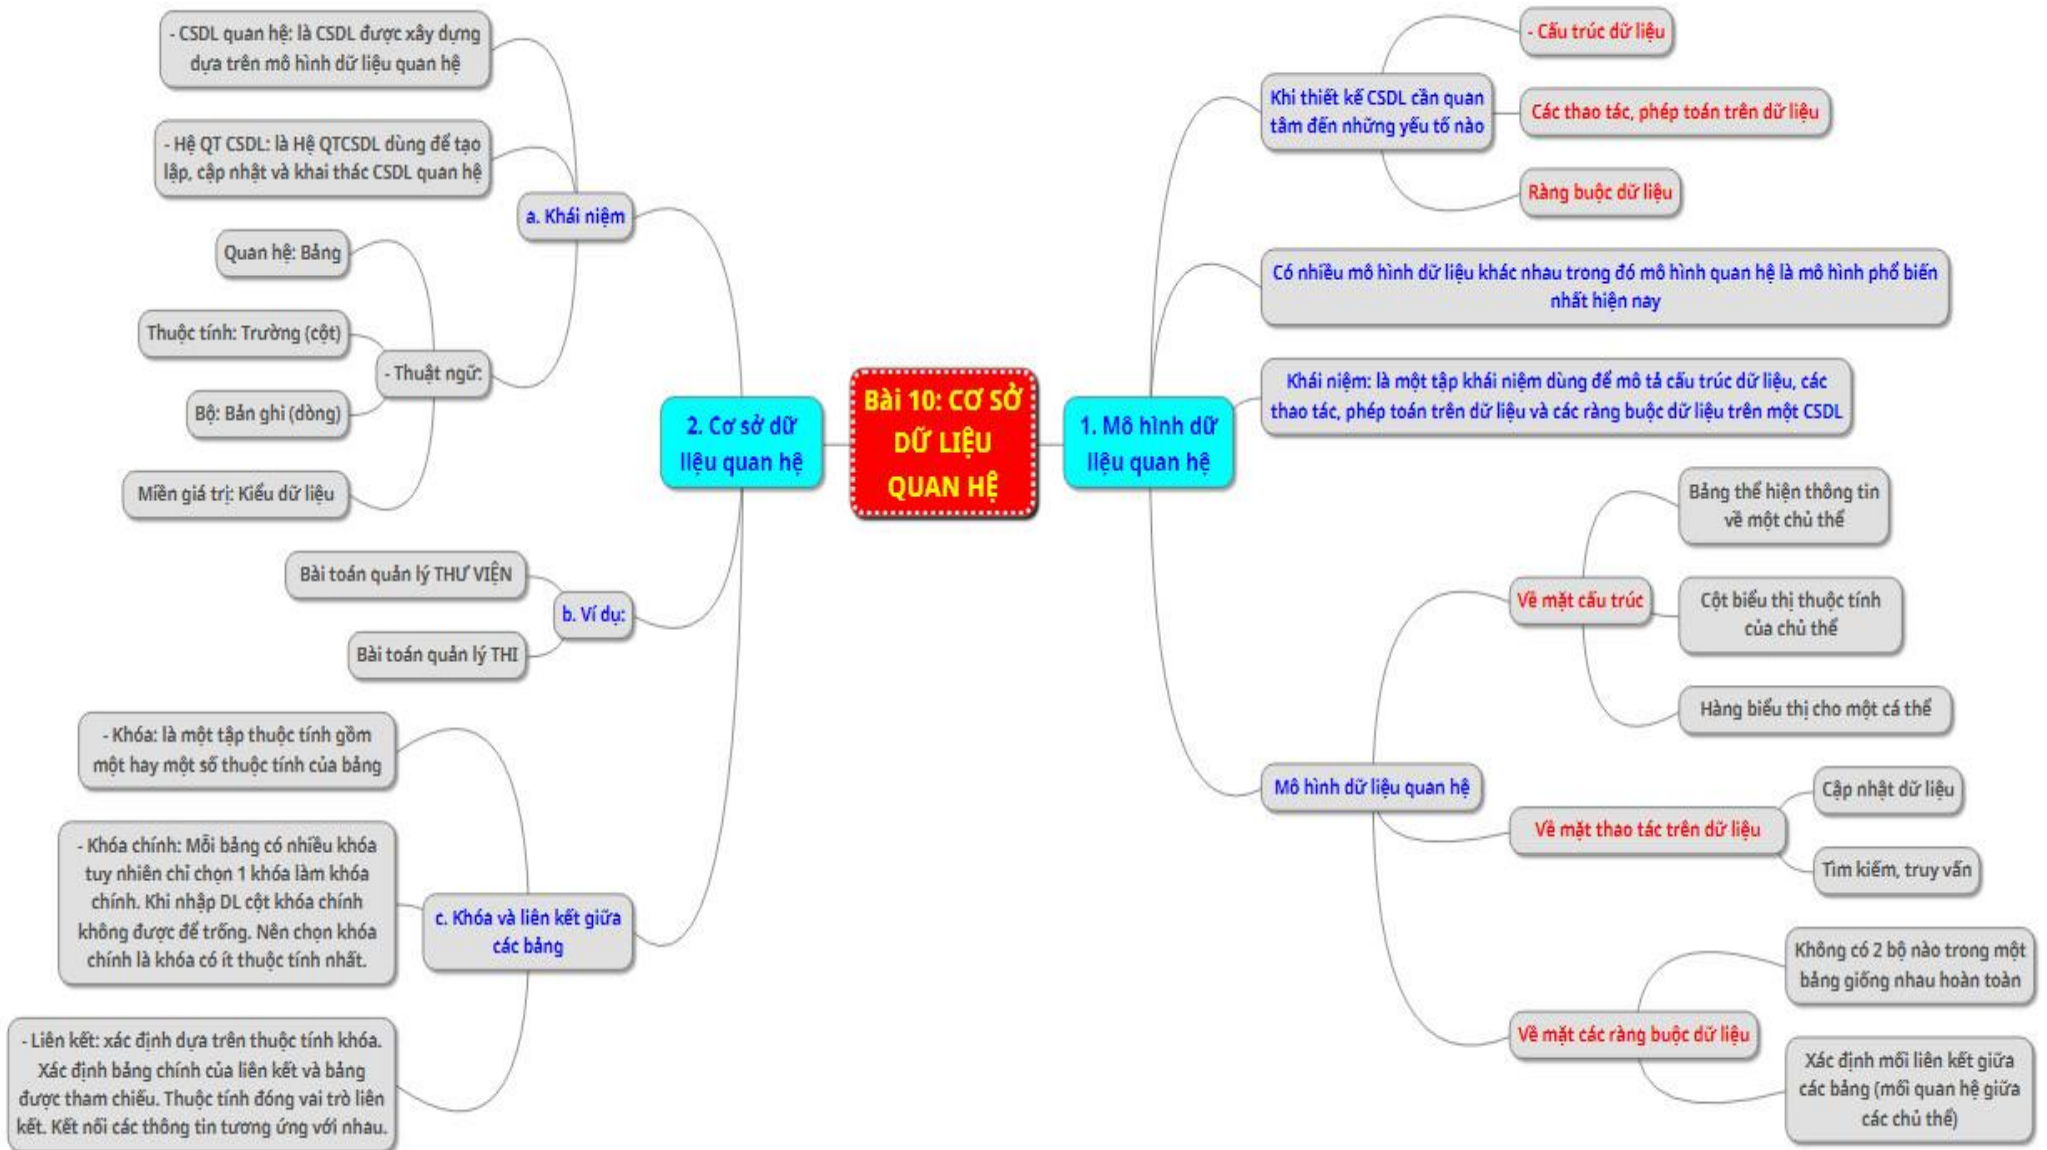 Bài 10: CƠ SỞ
DỮ LIỆU
QUAN HỆ
1. Mô hình dữ
liệu quan hệ
Khi thiết kế CSDL cần quan
tâm đến những yếu tố nào
- Cấu trúc dữ liệu
Các thao tác, phép toán trên dữ liệu
Ràng buộc dữ liệu
Có nhiều mô hình dữ liệu khác nhau trong đó mô hình quan hệ là mô hình phổ biến
nhất hiện nay
Khái niệm: là một tập khái niệm dùng để mô tả cấu trúc dữ liệu, các
thao tác, phép toán trên dữ liệu và các ràng buộc dữ liệu trên một CSDL
Mô hình dữ liệu quan hệ
Về mặt cấu trúc
Bảng thể hiện thông tin
về một chủ thể
Cột biểu thị thuộc tính
của chủ thể
Hàng biểu thị cho một cá thể
Về mặt thao tác trên dữ liệu
Cập nhật dữ liệu
Tìm kiếm, truy vấn
Về mặt các ràng buộc dữ liệu
Không có 2 bộ nào trong một
bảng giống nhau hoàn toàn
Xác định mối liên kết giữa
các bảng (mối quan hệ giữa
các chủ thể)
2. Cơ sở dữ
liệu quan hệ
a. Khái niệm
- CSDL quan hệ: là CSDL được xây dựng
dựa trên mô hình dữ liệu quan hệ
- Hệ QT CSDL: là Hệ QTCSDL dùng để tạo
lập, cập nhật và khai thác CSDL quan hệ
- Thuật ngữ:
Quan hệ: Bảng
Thuộc tính: Trường (cột)
Bộ: Bản ghi (dòng)
Miền giá trị: Kiểu dữ liệu
b. Ví dụ:
Bài toán quản lý THƯ VIỆN
Bài toán quản lý THI
c. Khóa và liên kết giữa
các bảng
- Khóa: là một tập thuộc tính gồm
một hay một số thuộc tính của bảng
- Khóa chính: Mỗi bảng có nhiều khóa
tuy nhiên chỉ chọn 1 khóa làm khóa
chính. Khi nhập DL cột khóa chính
không được để trống. Nên chọn khóa
chính là khóa có ít thuộc tính nhất.
- Liên kết: xác định dựa trên thuộc tính khóa.
Xác định bảng chính của liên kết và bảng
được tham chiếu. Thuộc tính đóng vai trò liên
kết. Kết nối các thông tin tương ứng với nhau.